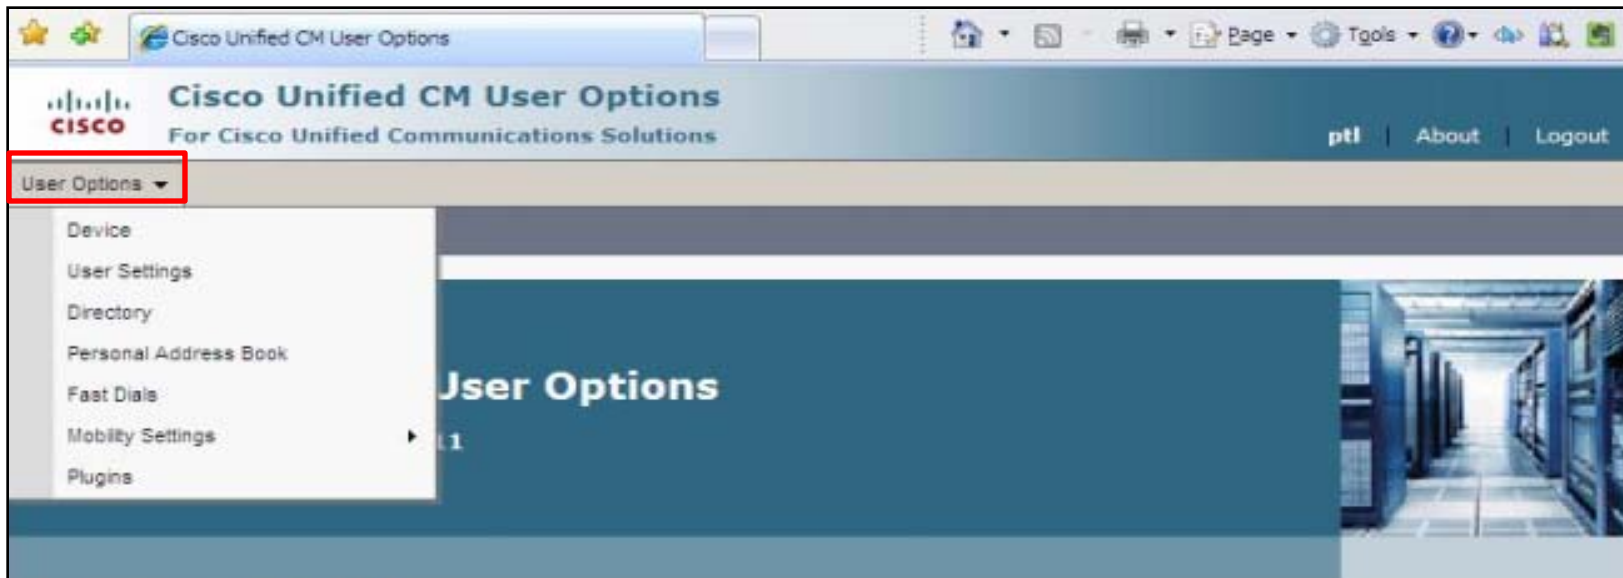 Cisco Unified CM User Options
Page
Tools
Cisco Unified CM User Options
CISCO
For Cisco Unified Communications Solutions
ptl | About | Logout
User Options
Device
User Settings
Directory
Personal Address Book
Fast Dials
Mobility Settings
Plugins
User Options
11